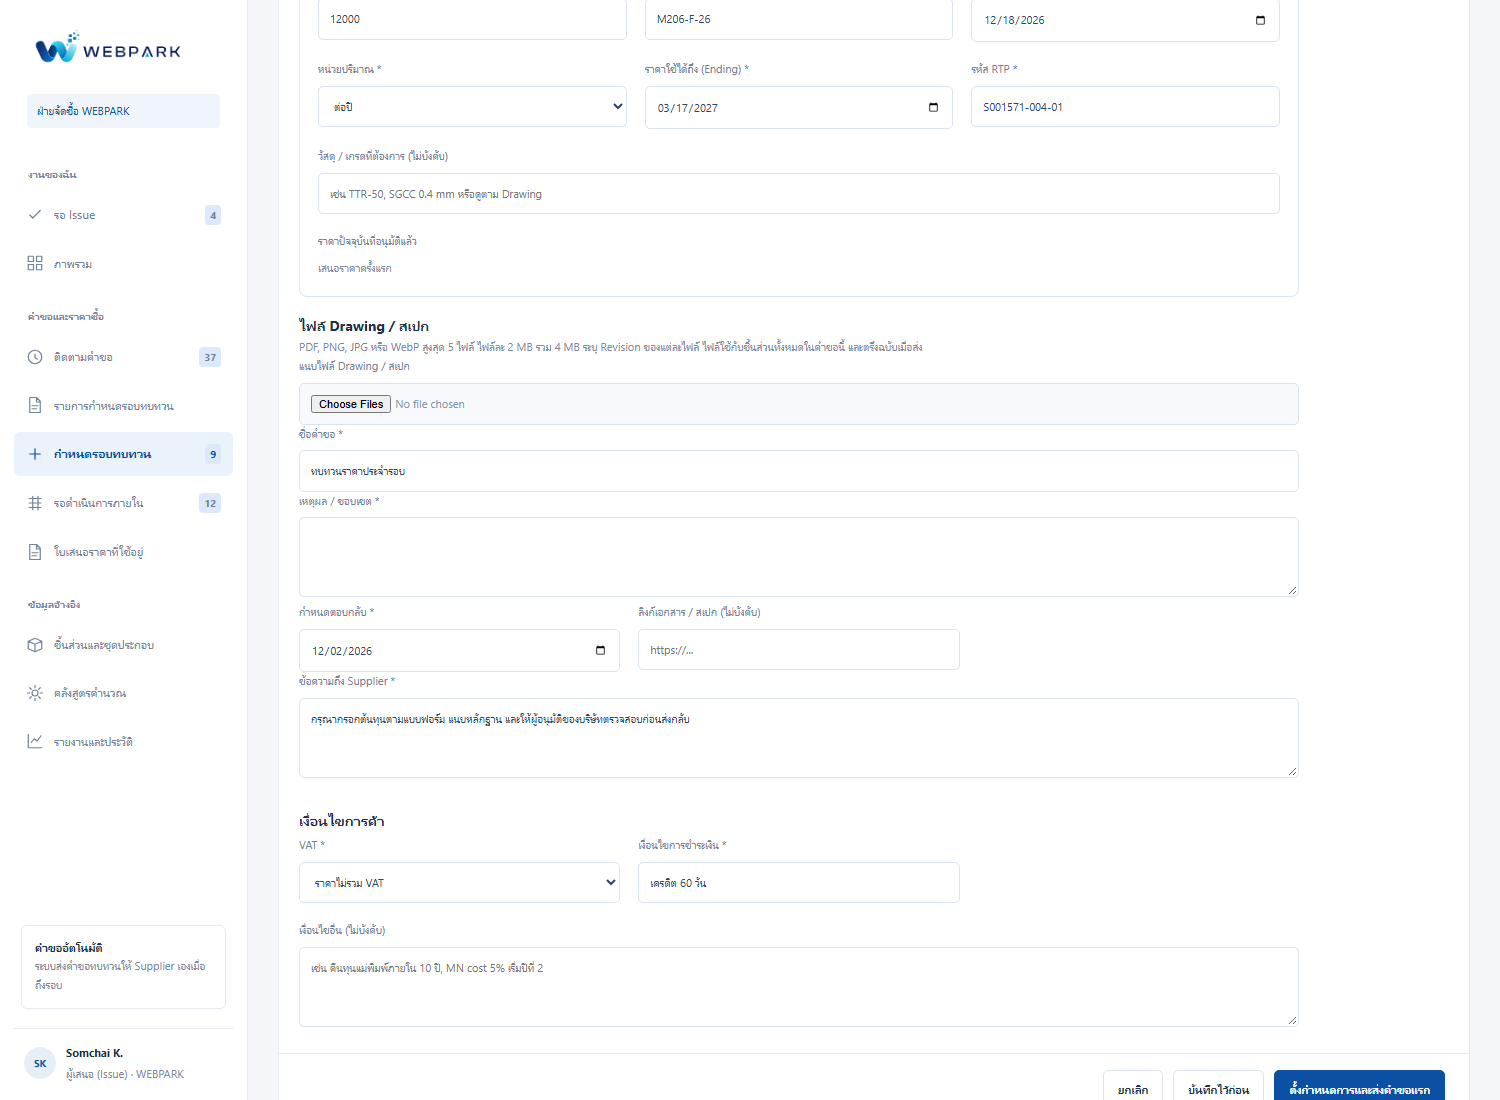 WEBPARK
ฝ่ายจัดซื้อ WEBPARK
งานของฉัน
รอ Issue 4
ภาพรวม
คำขอและราคาซื้อ
ติดตามคำขอ 37
รายการกำหนดรอบทบทวน
กำหนดรอบทบทวน 9
รอดำเนินการภายใน 12
ใบเสนอราคาที่ใช้อยู่
ข้อมูลอ้างอิง
ชิ้นส่วนและชุดประกอบ
คลังสูตรคำนวณ
รายงานและประวัติ
คำขออัตโนมัติ
ระบบส่งคำขอทบทวนให้ Supplier เองเมื่อ
ถึงรอบ
SK
Somchai K.
ผู้เสนอ (Issue) · WEBPARK
12000
M206-F-26
12/18/2026
หน่วยปริมาณ *
ราคาใช้ได้ถึง (Ending) *
รหัส RTP *
ต่อปี
03/17/2027
S001571-004-01
วัสดุ / เกรดที่ต้องการ (ไม่บังคับ)
เช่น TTR-50, SGCC 0.4 mm หรือดูตาม Drawing
ราคาปัจจุบันที่อนุมัติแล้ว
เสนอราคาครั้งแรก
ไฟล์ Drawing / สเปก
PDF, PNG, JPG หรือ WebP สูงสุด 5 ไฟล์ ไฟล์ละ 2 MB รวม 4 MB ระบุ Revision ของแต่ละไฟล์ ไฟล์ใช้กับชิ้นส่วนทั้งหมดในคำขอนี้ และตรึงฉบับเมื่อส่ง
แนบไฟล์ Drawing / สเปก
Choose Files No file chosen
ชื่อคำขอ *
ทบทวนราคาประจำรอบ
เหตุผล / ขอบเขต *
กำหนดตอบกลับ *
ลิงก์เอกสาร / สเปก (ไม่บังคับ)
12/02/2026
https://...
ข้อความถึง Supplier *
กรุณากรอกต้นทุนตามแบบฟอร์ม แนบหลักฐาน และให้ผู้อนุมัติของบริษัทตรวจสอบก่อนส่งกลับ
เงื่อนไขการค้า
VAT *
เงื่อนไขการชำระเงิน *
ราคาไม่รวม VAT
เครดิต 60 วัน
เงื่อนไขอื่น (ไม่บังคับ)
เช่น คืนทุนแม่พิมพ์ภายใน 10 ปี, MN cost 5% เริ่มปีที่ 2
ยกเลิก
บันทึกไว้ก่อน
ตั้งกำหนดการและส่งคำขอแรก